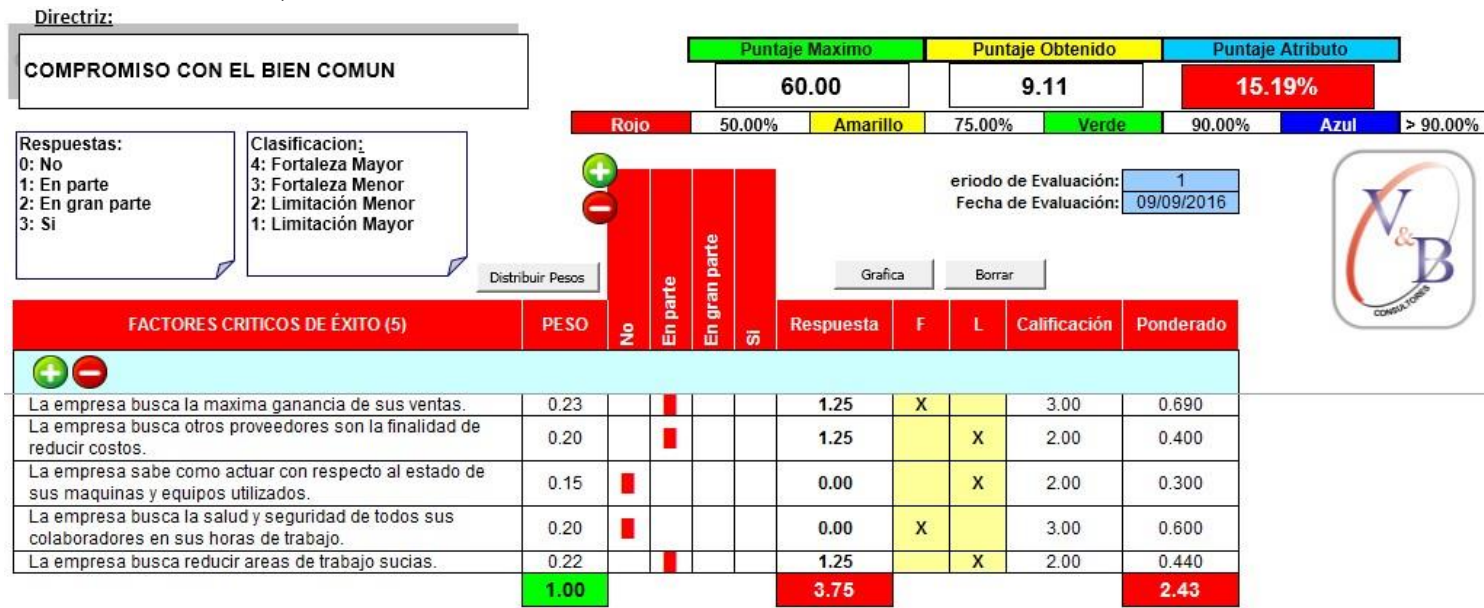 Directriz:
COMPROMISO CON EL BIEN COMUN
Puntaje Maximo Puntaje Obtenido Puntaje Atributo
60.00 9.11 15.19%
Rojo 50.00% Amarillo 75.00% Verde 90.00% Azul > 90.00%
Respuestas:
0: No
1: En parte
2: En gran parte
3: Si
Clasificacion:
4: Fortaleza Mayor
3: Fortaleza Menor
2: Limitación Menor
1: Limitación Mayor
eriodo de Evaluación: 1
Fecha de Evaluación: 09/09/2016
V&B
CONSULTORES
Distribuir Pesos
Grafica
Borrar
FACTORES CRITICOS DE ÉXITO (5) PESO No En parte En gran parte Si Respuesta F L Calificación Ponderado
La empresa busca la maxima ganancia de sus ventas. 0.23 1.25 X 3.00 0.690
La empresa busca otros proveedores son la finalidad de
reducir costos. 0.20 1.25 X 2.00 0.400
La empresa sabe como actuar con respecto al estado de
sus maquinas y equipos utilizados. 0.15 0.00 X 2.00 0.300
La empresa busca la salud y seguridad de todos sus
colaboradores en sus horas de trabajo. 0.20 0.00 X 3.00 0.600
La empresa busca reducir areas de trabajo sucias. 0.22 1.25 X 2.00 0.440
1.00 3.75 2.43